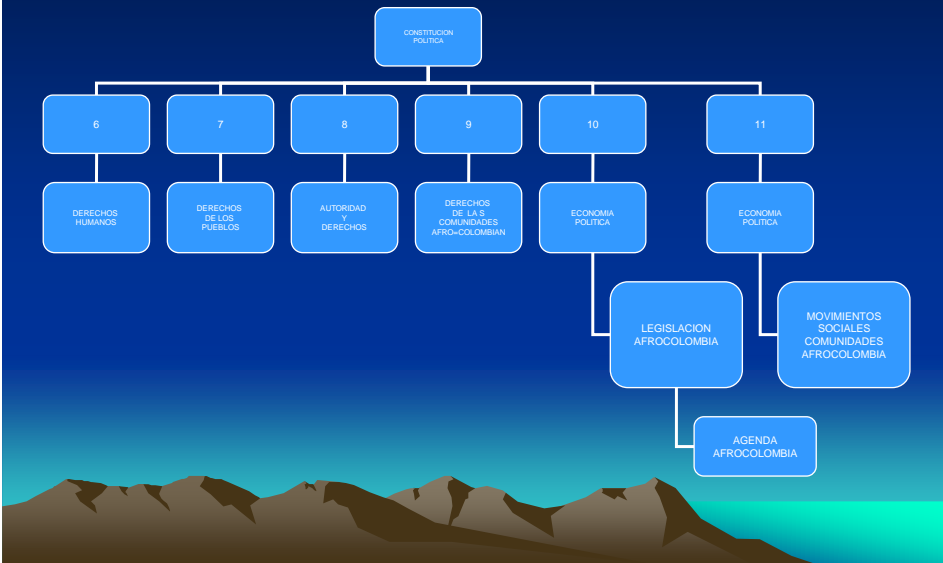 CONSTITUCION
POLITICA
6
7
8
9
10
11
DERECHOS
HUMANOS
DERECHOS
DE LOS
PUEBLOS
AUTORIDAD
Y
DERECHOS
DERECHOS
DE LA S
COMUNIDADES
AFRO=COLOMBIAN
ECONOMIA
POLITICA
ECONOMIA
POLITICA
LEGISLACION
AFROCOLOMBIA
MOVIMIENTOS
SOCIALES
COMUNIDADES
AFROCOLOMBIA
AGENDA
AFROCOLOMBIA